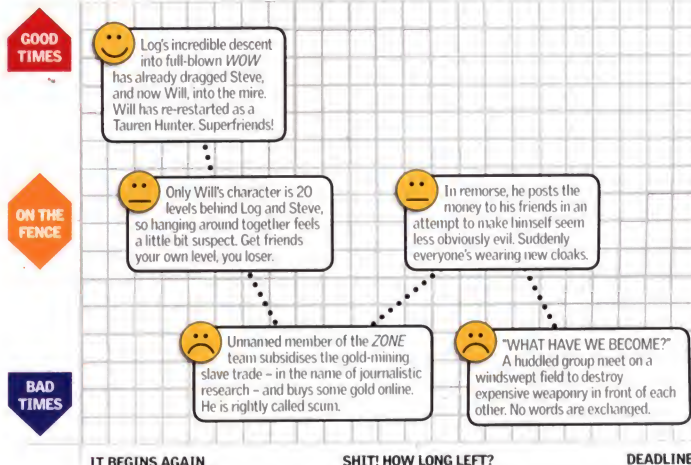 GOOD
TIMES
Log's incredible descent
into full-blown WOW
has already dragged Steve,
and now Will, into the mire.
Will has re-restarted as a
Tauren Hunter. Superfriends!
ON THE
FENCE
Only Will's character is 20
levels behind Log and Steve,
so hanging around together feels
a little bit suspect. Get friends
your own level, you loser.
In remorse, he posts the
money to his friends in an
attempt to make himself seem
less obviously evil. Suddenly
everyone's wearing new cloaks.
BAD
TIMES
Unnamed member of the ZONE
team subsidises the gold-mining
slave trade – in the name of journalistic
research – and buys some gold online.
He is rightly called scum.
"WHAT HAVE WE BECOME?"
A huddled group meet on a
windswept field to destroy
expensive weaponry in front of each
other. No words are exchanged.
IT BEGINS AGAIN
SHIT! HOW LONG LEFT?
DEADLINE